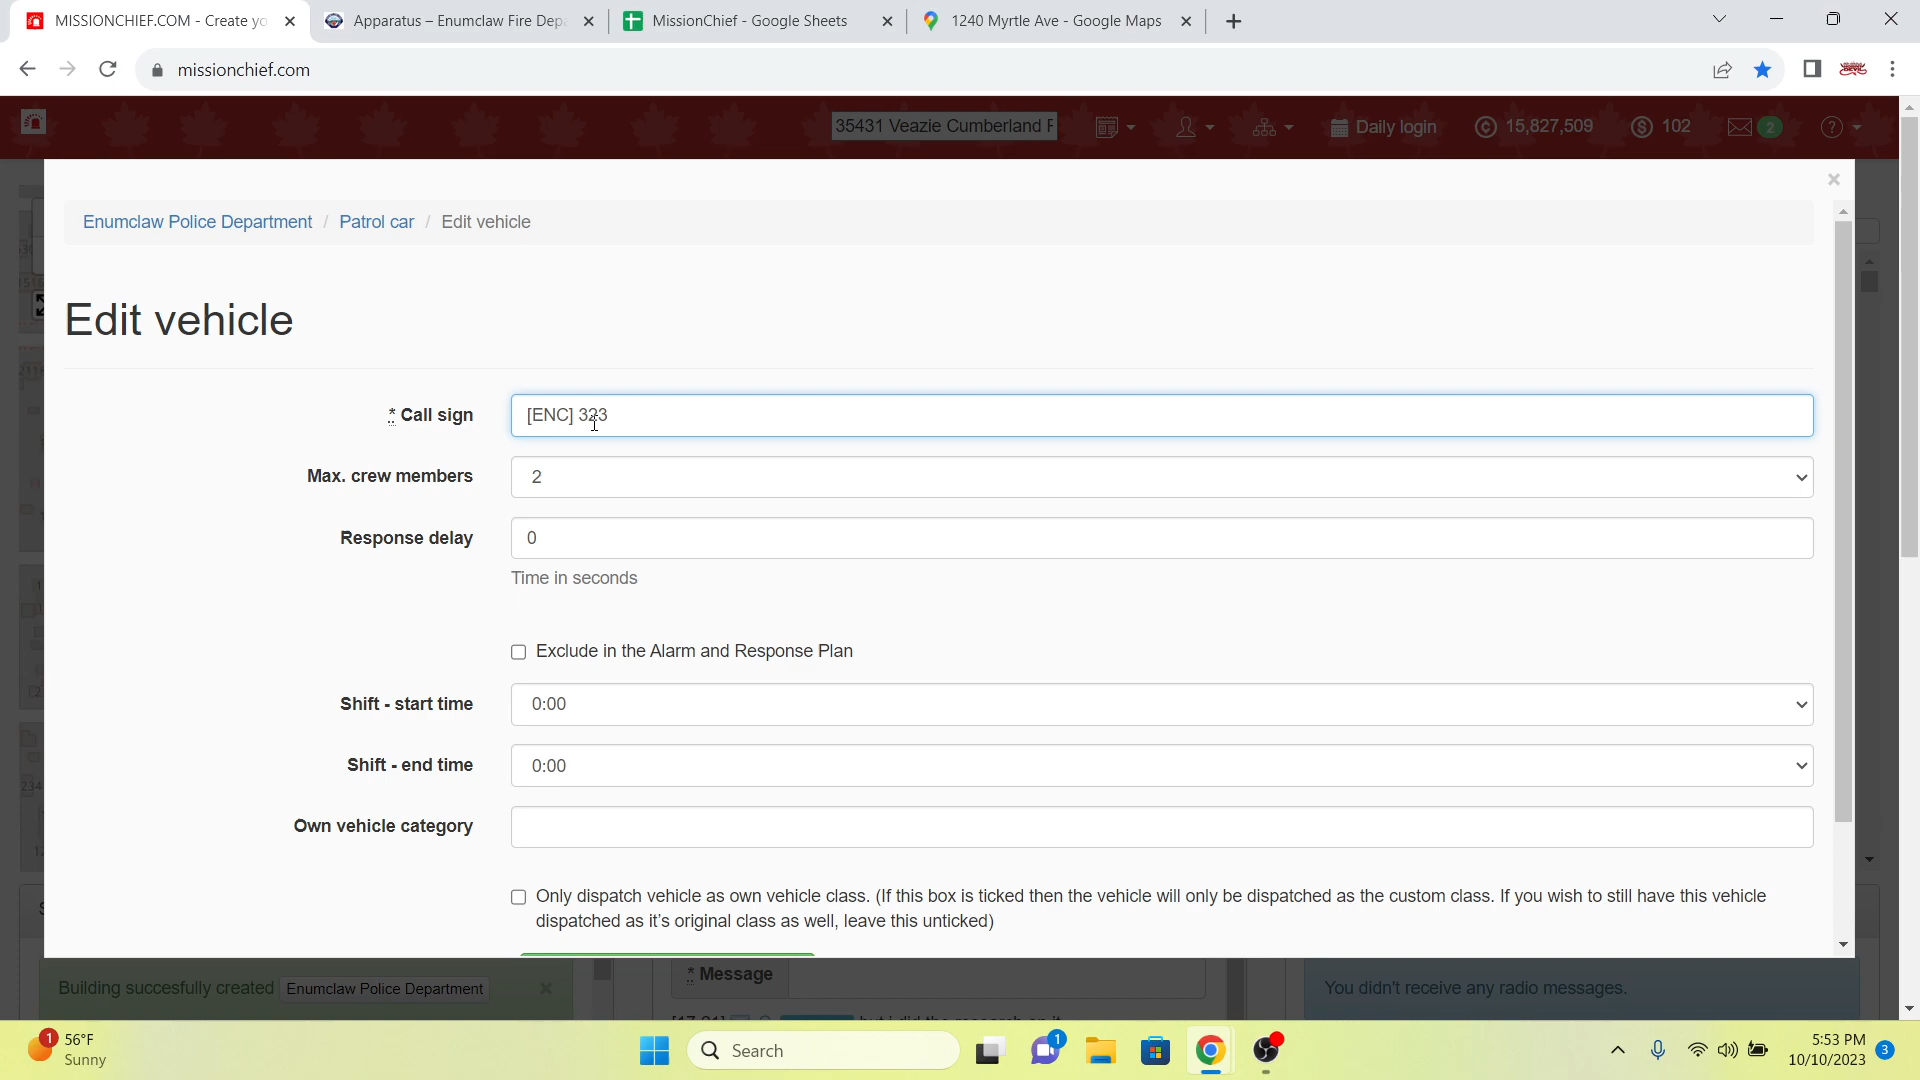 MISSIONCHIEF.COM - Create yo
Apparatus – Enumclaw Fire Depa
MissionChief - Google Sheets
1240 Myrtle Ave - Google Maps
missionchief.com
35431 Veazie Cumberland R
Daily login
15,827,509
102
2
Enumclaw Police Department / Patrol car / Edit vehicle
Edit vehicle
* Call sign
[ENC] 323
Max. crew members
2
Response delay
0
Time in seconds
Exclude in the Alarm and Response Plan
Shift - start time
0:00
Shift - end time
0:00
Own vehicle category
Only dispatch vehicle as own vehicle class. (If this box is ticked then the vehicle will only be dispatched as the custom class. If you wish to still have this vehicle
dispatched as it's original class as well, leave this unticked)
Building succesfully created Enumclaw Police Department
* Message
You didn't receive any radio messages.
1
56°F
Sunny
Search
1
5:53 PM
10/10/2023
3